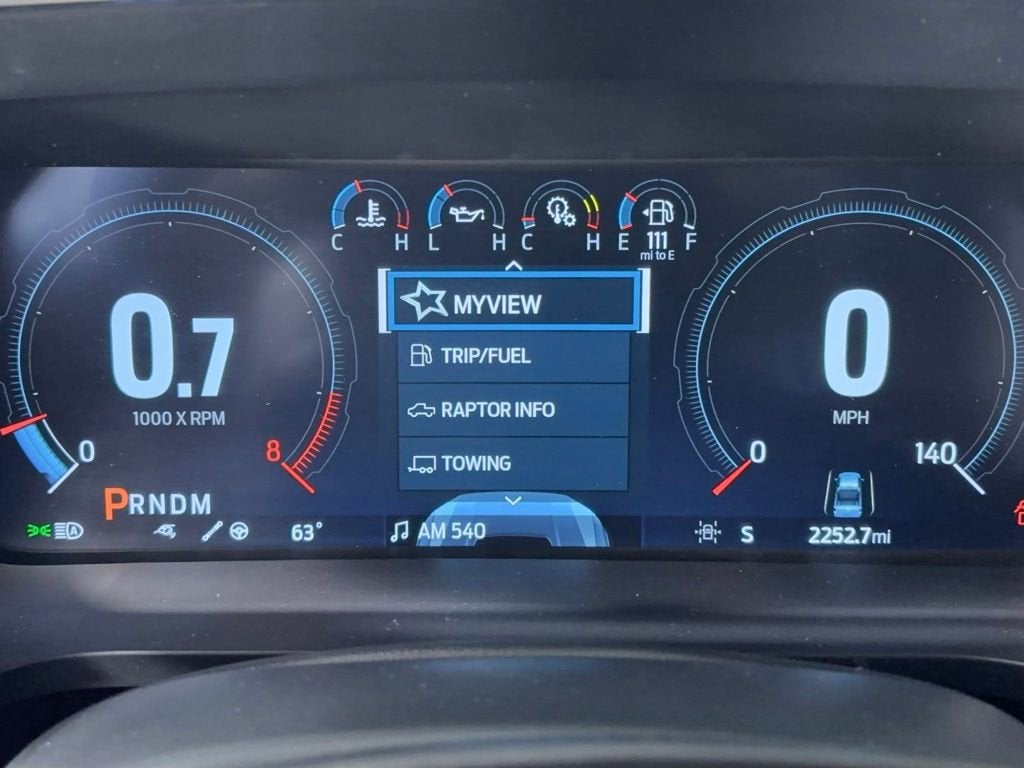 C H
L H
C H
E F
111
mi to E
MYVIEW
TRIP/FUEL
RAPTOR INFO
TOWING
0.7
1000 X RPM
0
8
PRNDM
A
63°
AM 540
0
MPH
0
140
S
2252.7mi